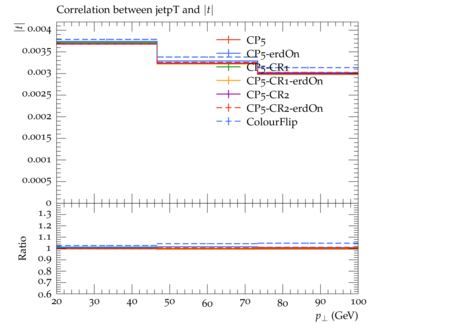 Correlation between jetpT and |t|
|t|
0.004
0.0035
0.003
0.0025
0.002
0.0015
0.001
0.0005
0
CP5
CP5-erdOn
CP5-CR1
CP5-CR1-erdOn
CP5-CR2
CP5-CR2-erdOn
ColourFlip
Ratio
1.3
1.2
1.1
1
0.9
0.8
0.7
0.6
20 30 40 50 60 70 80 90 100
p⊥ (GeV)